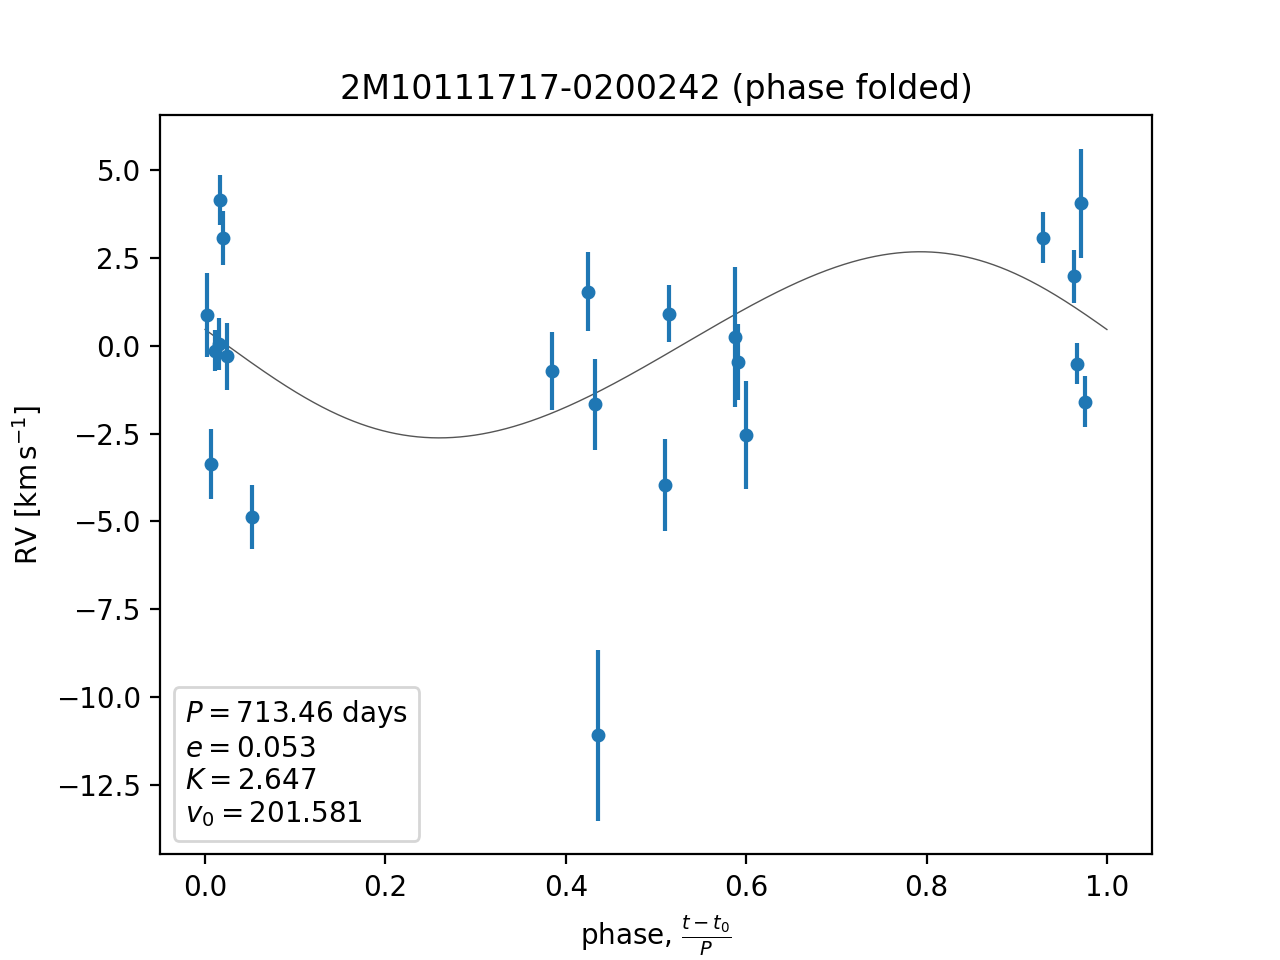 2M10111717-0200242 (phase folded)
RV [km s⁻¹]
5.0
2.5
0.0
−2.5
−5.0
−7.5
−10.0
−12.5
P = 713.46 days
e = 0.053
K = 2.647
v₀ = 201.581
0.0 0.2 0.4 0.6 0.8 1.0
phase, (t − t₀)/P